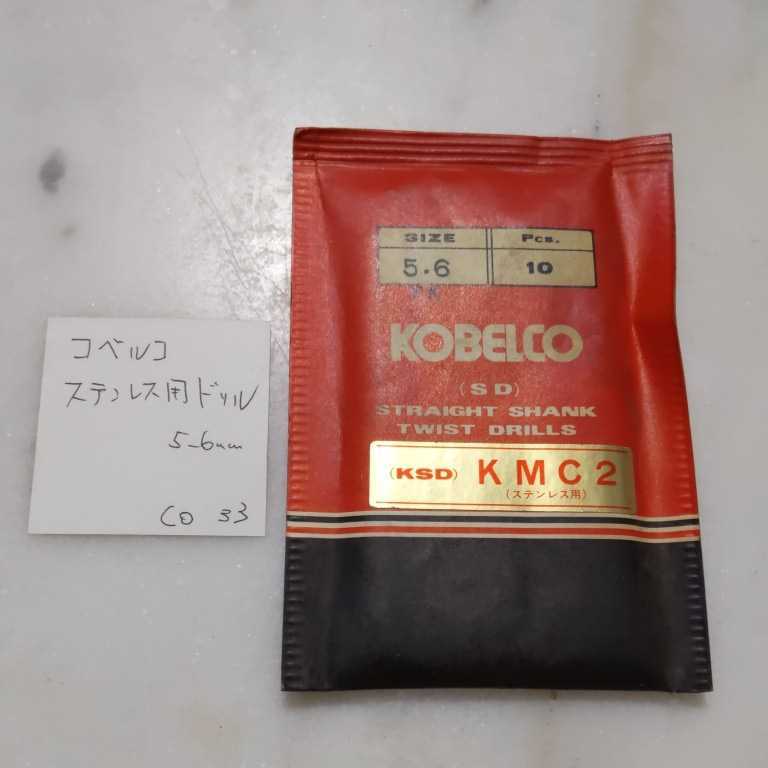 コベルコ
ステンレス用ドリル
5.6mm
CO 33
SIZE Pcs.
5.6 10
KOBELCO
(SD)
STRAIGHT SHANK
TWIST DRILLS
(KSD) KMC2
(ステンレス用)